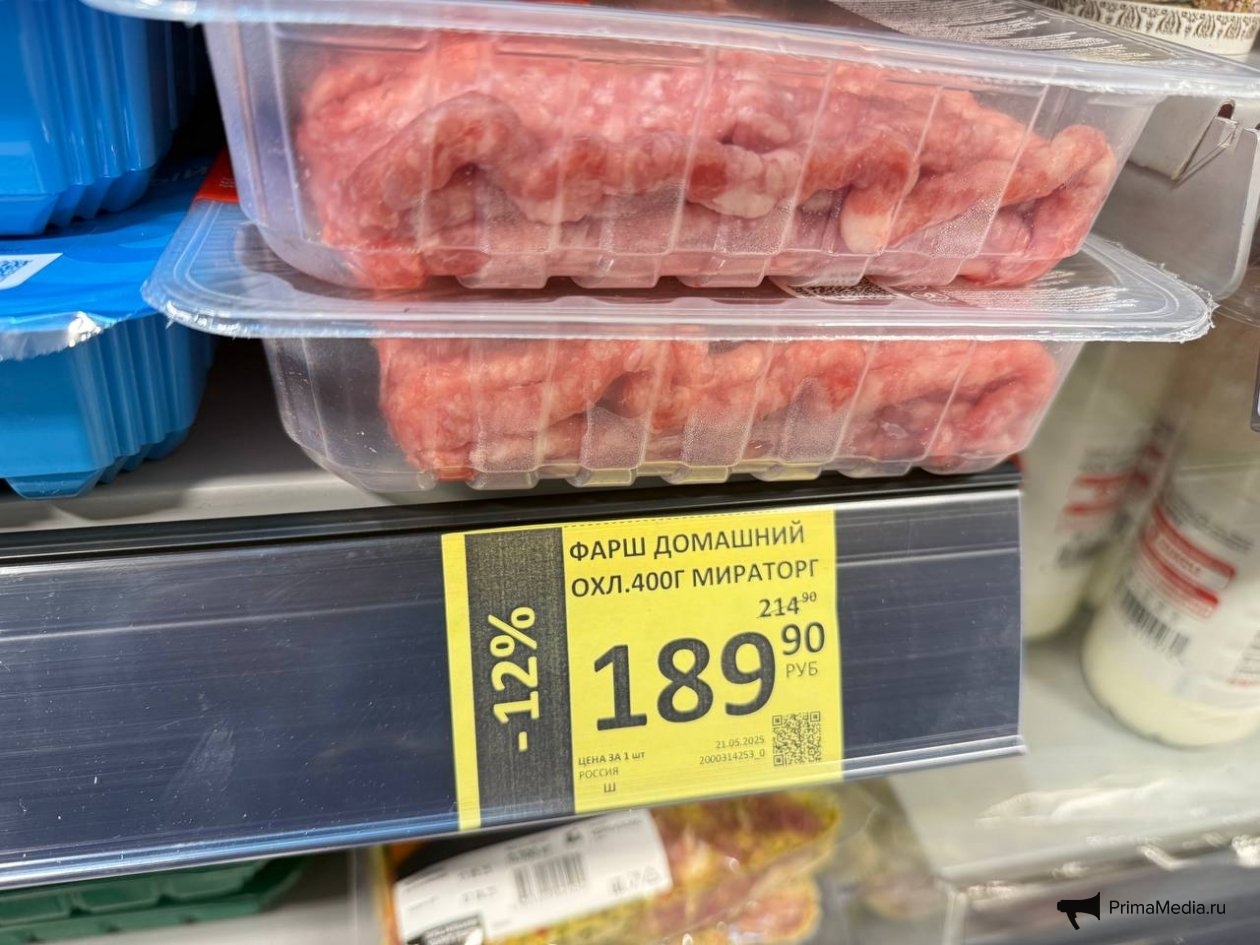 ФАРШ ДОМАШНИЙ
ОХЛ.400Г МИРАТОРГ
214-90
189 90
РУБ
-12%
ЦЕНА ЗА 1 шт
РОССИЯ
Ш
21.05.2025
2000314253_0
PrimaMedia.ru